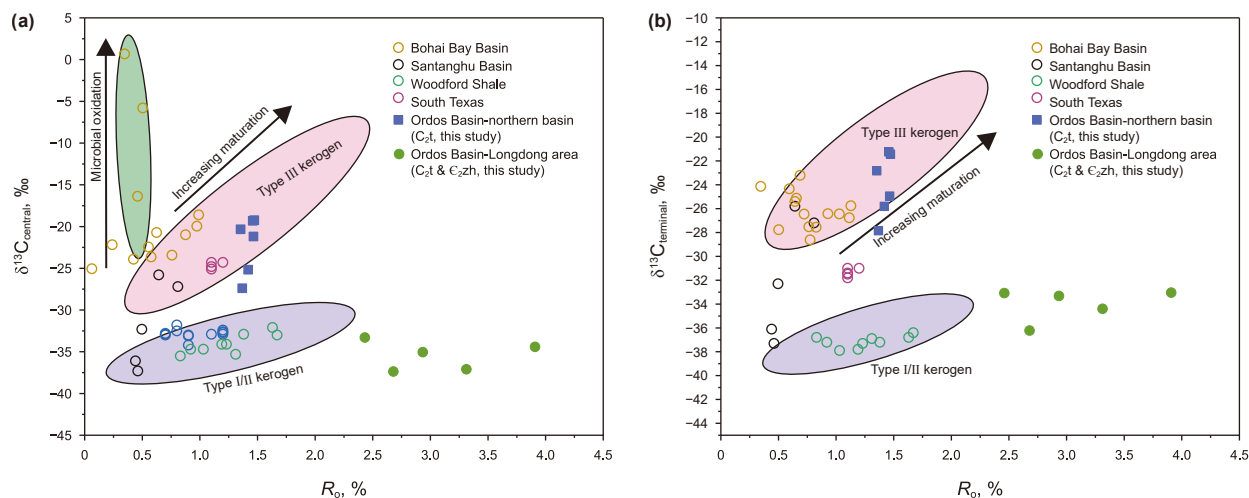 (a)
5
0
−5
−10
−15
−20
−25
−30
−35
−40
−45
δ¹³C_central, ‰
Microbial oxidation
Increasing maturation
Type III kerogen
Type I/II kerogen
Bohai Bay Basin
Santanghu Basin
Woodford Shale
South Texas
Ordos Basin-northern basin
(C₂t, this study)
Ordos Basin-Longdong area
(C₂t & Є₂zh, this study)
0
0.5
1.0
1.5
2.0
2.5
3.0
3.5
4.0
4.5
Rₒ, %
(b)
−10
−12
−14
−16
−18
−20
−22
−24
−26
−28
−30
−32
−34
−36
−38
−40
−42
−44
−45
δ¹³C_terminal, ‰
Type III kerogen
Increasing maturation
Type I/II kerogen
Bohai Bay Basin
Santanghu Basin
Woodford Shale
South Texas
Ordos Basin-northern basin
(C₂t, this study)
Ordos Basin-Longdong area
(C₂t & Є₂zh, this study)
0
0.5
1.0
1.5
2.0
2.5
3.0
3.5
4.0
4.5
Rₒ, %